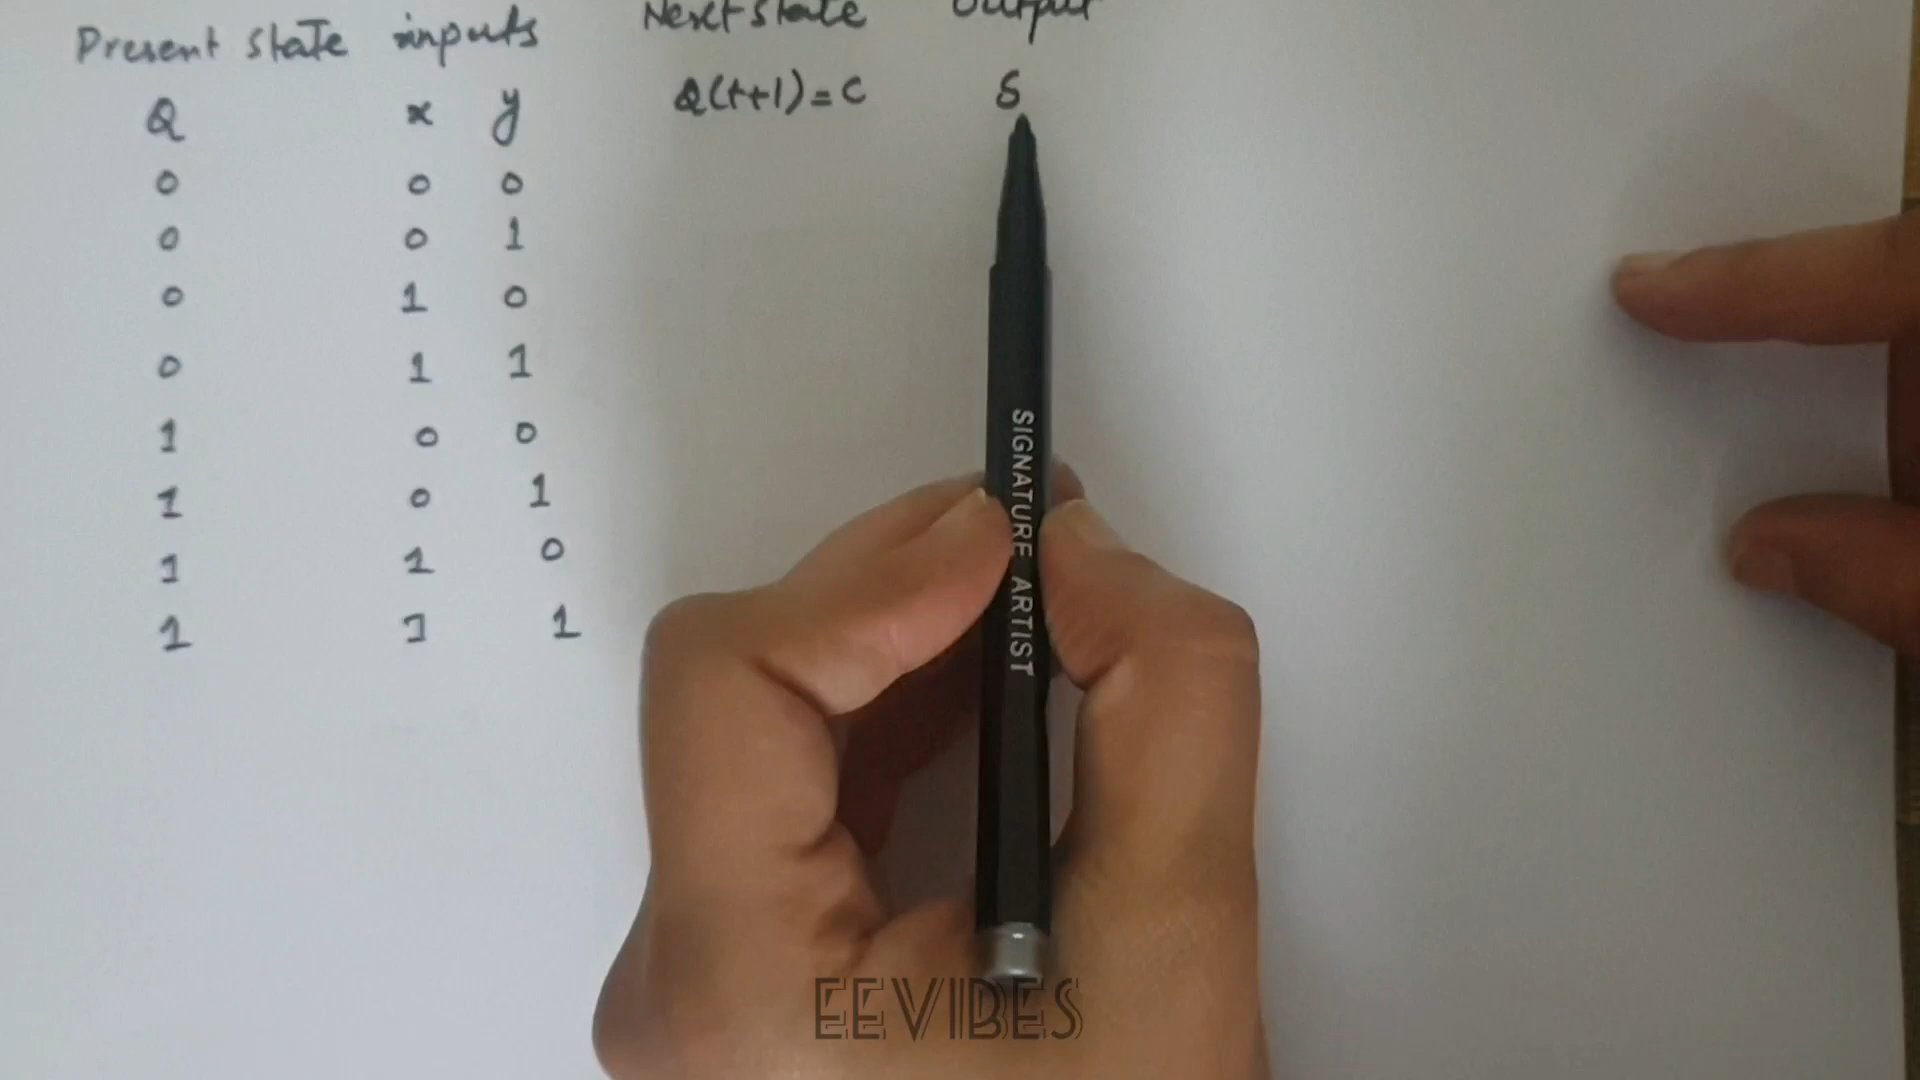 Present state inputs Next state Output
Q x y Q(t+1)=C S
0 0 0
0 0 1
0 1 0
0 1 1
1 0 0
1 0 1
1 1 0
1 1 1
SIGNATURE ARTIST
EEVIBES